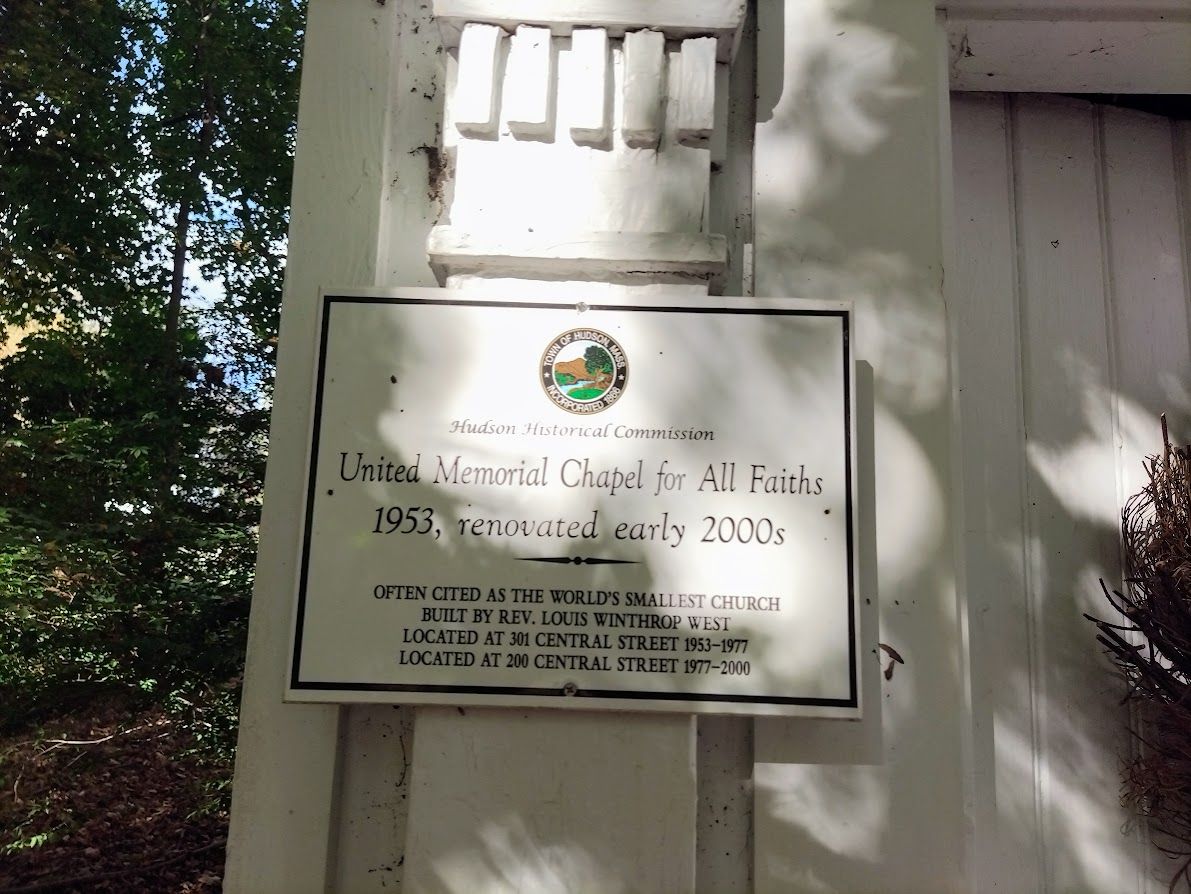 TOWN OF HUDSON, MASS.
INCORPORATED 1866
Hudson Historical Commission
United Memorial Chapel for All Faiths
1953, renovated early 2000s
OFTEN CITED AS THE WORLD'S SMALLEST CHURCH
BUILT BY REV. LOUIS WINTHROP WEST
LOCATED AT 301 CENTRAL STREET 1953–1977
LOCATED AT 200 CENTRAL STREET 1977–2000